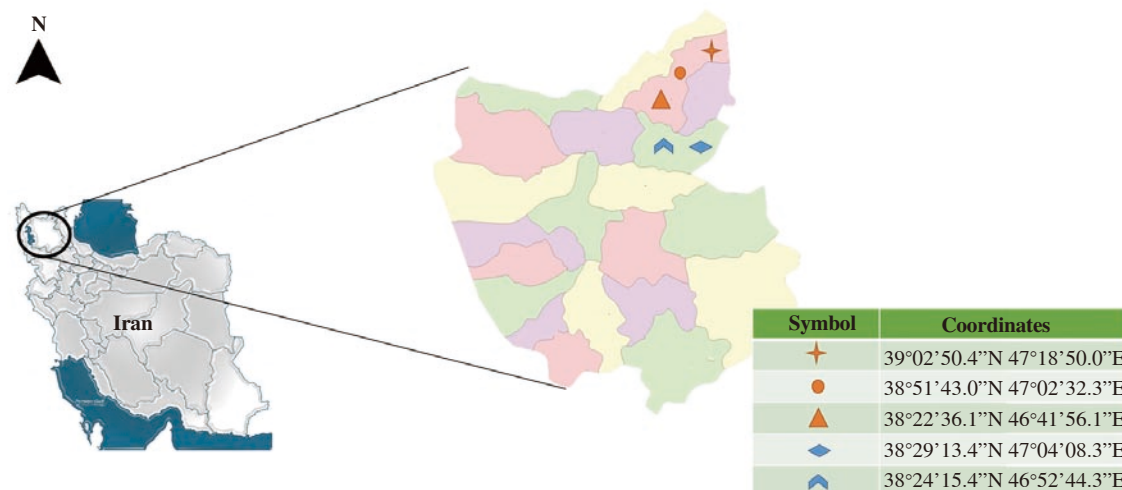 N
Iran
Symbol Coordinates
39°02’50.4”N 47°18’50.0”E
38°51’43.0”N 47°02’32.3”E
38°22’36.1”N 46°41’56.1”E
38°29’13.4”N 47°04’08.3”E
38°24’15.4”N 46°52’44.3”E